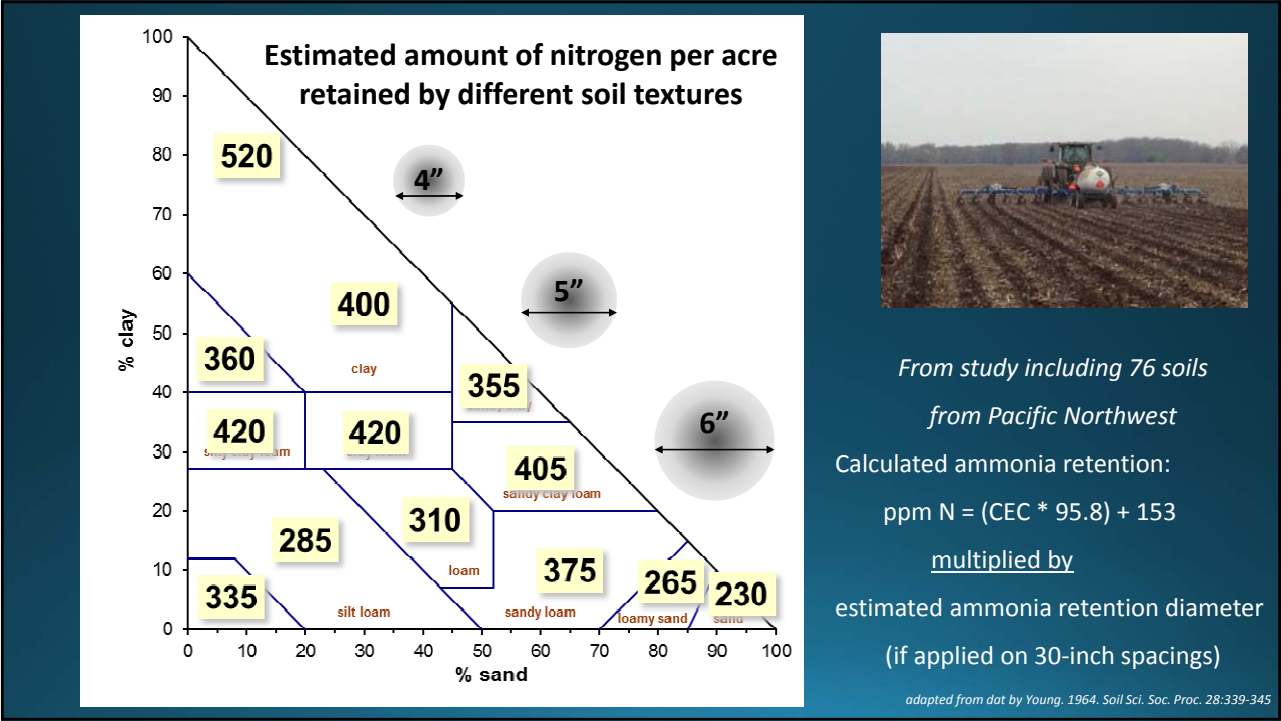 Estimated amount of nitrogen per acre
retained by different soil textures
% clay
100
90
80
70
60
50
40
30
20
10
0
520
400
clay
360
355
420
420
405
sandy clay loam
310
loam
285
silt loam
335
375
sandy loam
265
loamy sand
230
sand
0 10 20 30 40 50 60 70 80 90 100
% sand
4”
5”
6”
From study including 76 soils
from Pacific Northwest
Calculated ammonia retention:
ppm N = (CEC * 95.8) + 153
multiplied by
estimated ammonia retention diameter
(if applied on 30-inch spacings)
adapted from dat by Young. 1964. Soil Sci. Soc. Proc. 28:339-345